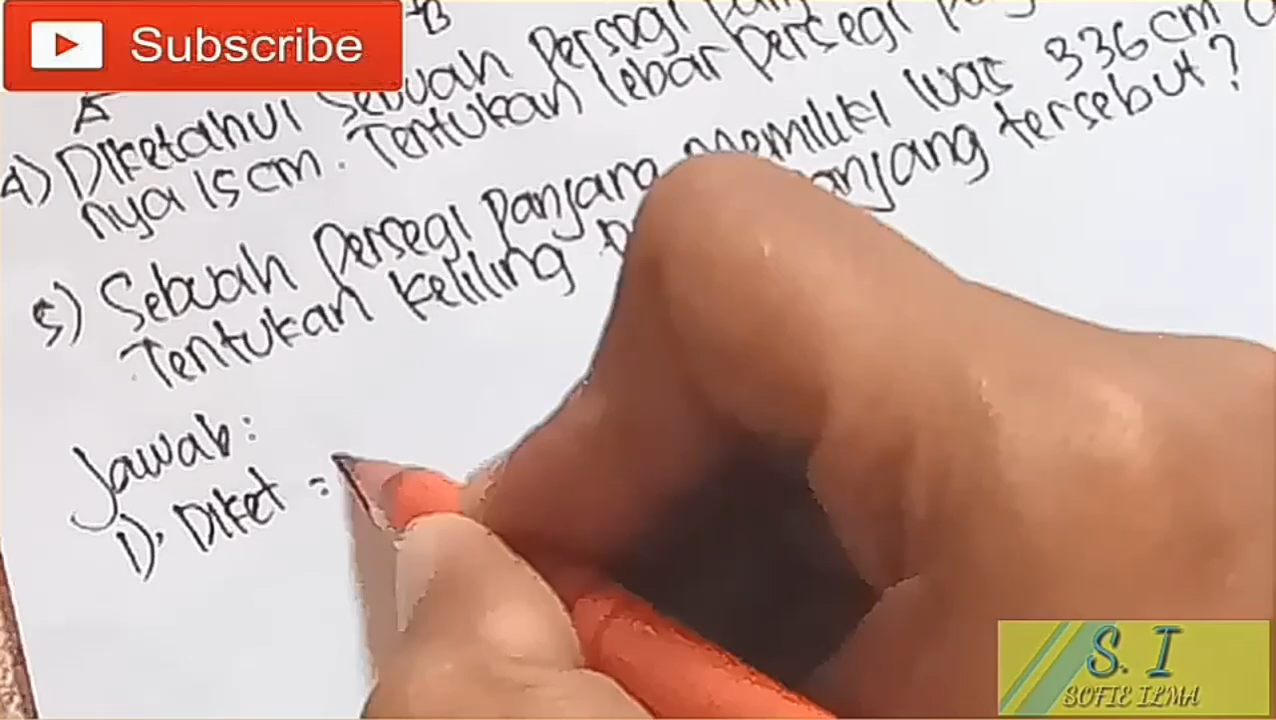 Subscribe
B
A
4) Diketahui sebuah Persegi
nya 15 cm. Tentukan lebar persegi
5) Sebuah Persegi Panjang memiliki luas 336 cm
Tentukan keliling panjang tersebut?
Jawab:
1). Diket =
S. I
SOFIE ILMA